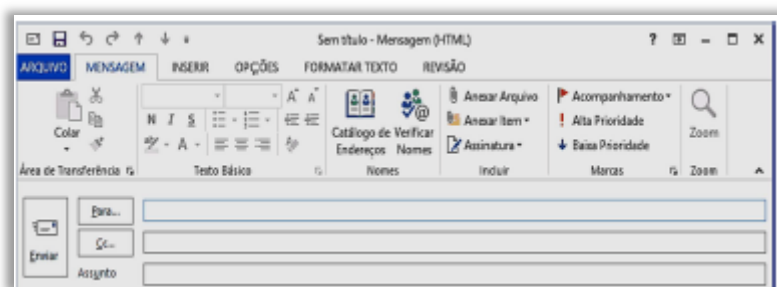 Sem título - Mensagem (HTML)
ARQUIVO MENSAGEM INSERIR OPÇÕES FORMATAR TEXTO REVISÃO
Colar
N I S
A A
Catálogo de Endereços
Verificar Nomes
Anexar Arquivo
Anexar Item
Assinatura
Acompanhamento
Alta Prioridade
Baixa Prioridade
Zoom
Área de Transferência Texto Básico Nomes Incluir Marcas Zoom
Enviar
Para...
Cc...
Assunto